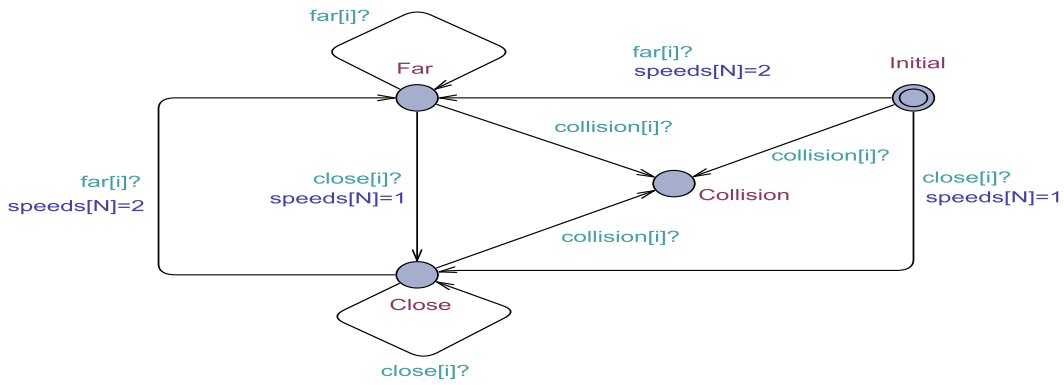 far[i]?
Far
far[i]?
speeds[N]=2
Initial
collision[i]?
collision[i]?
far[i]?
speeds[N]=2
close[i]?
speeds[N]=1
Collision
close[i]?
speeds[N]=1
collision[i]?
Close
close[i]?